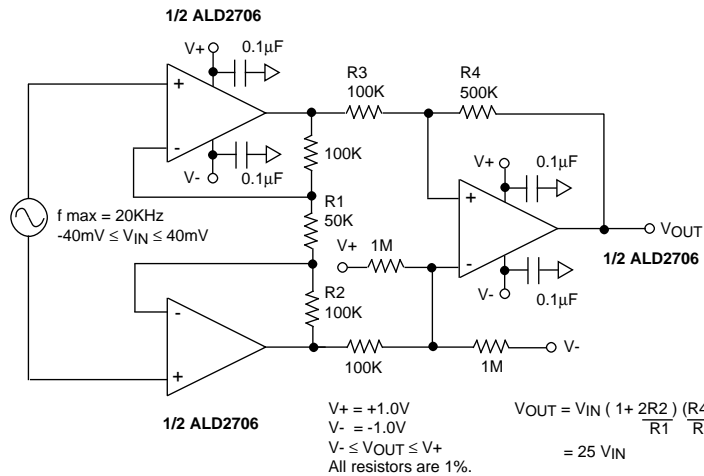 1/2 ALD2706
V+
0.1µF
+
-
V-
0.1µF
R3
100K
R4
500K
100K
R1
50K
f max = 20KHz
-40mV ≤ VIN ≤ 40mV
V+
0.1µF
+
-
VOUT
1/2 ALD2706
V+
1M
V-
0.1µF
R2
100K
-
+
100K
1M
V-
1/2 ALD2706
V+ = +1.0V
V- = -1.0V
V- ≤ VOUT ≤ V+
All resistors are 1%.
VOUT = VIN ( 1+ 2R2 ) (R4
R1 R
= 25 VIN